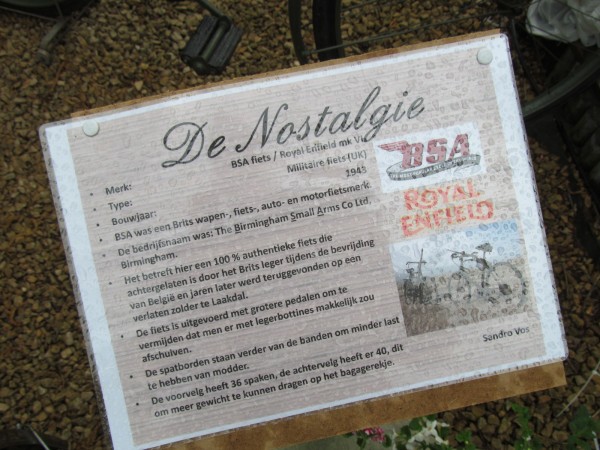 De Nostalgie
BSA fiets / Royal Enfield mk VI
Militaire fiets (UK)
1943
• Merk:
• Type:
• Bouwjaar:
• BSA was een Brits wapen-, fiets-, auto- en motorfietsmerk
• De bedrijfsnaam was: The Birmingham Small Arms Co Ltd.
Birmingham.
• Het betreft hier een 100 % authentieke fiets die
achtergelaten is door het Brits leger tijdens de bevrijding
van België en jaren later werd teruggevonden op een
verlaten zolder te Laakdal.
• De fiets is uitgevoerd met grotere pedalen om te
vermijden dat men er met legerbottines makkelijk zou
afschuiven.
• De spatborden staan verder van de banden om minder last
te hebben van modder.
• De voorvelg heeft 36 spaken, de achtervelg heeft er 40, dit
om meer gewicht te kunnen dragen op het bagagerekje.
BSA
ROYAL
ENFIELD
Sandro Vos